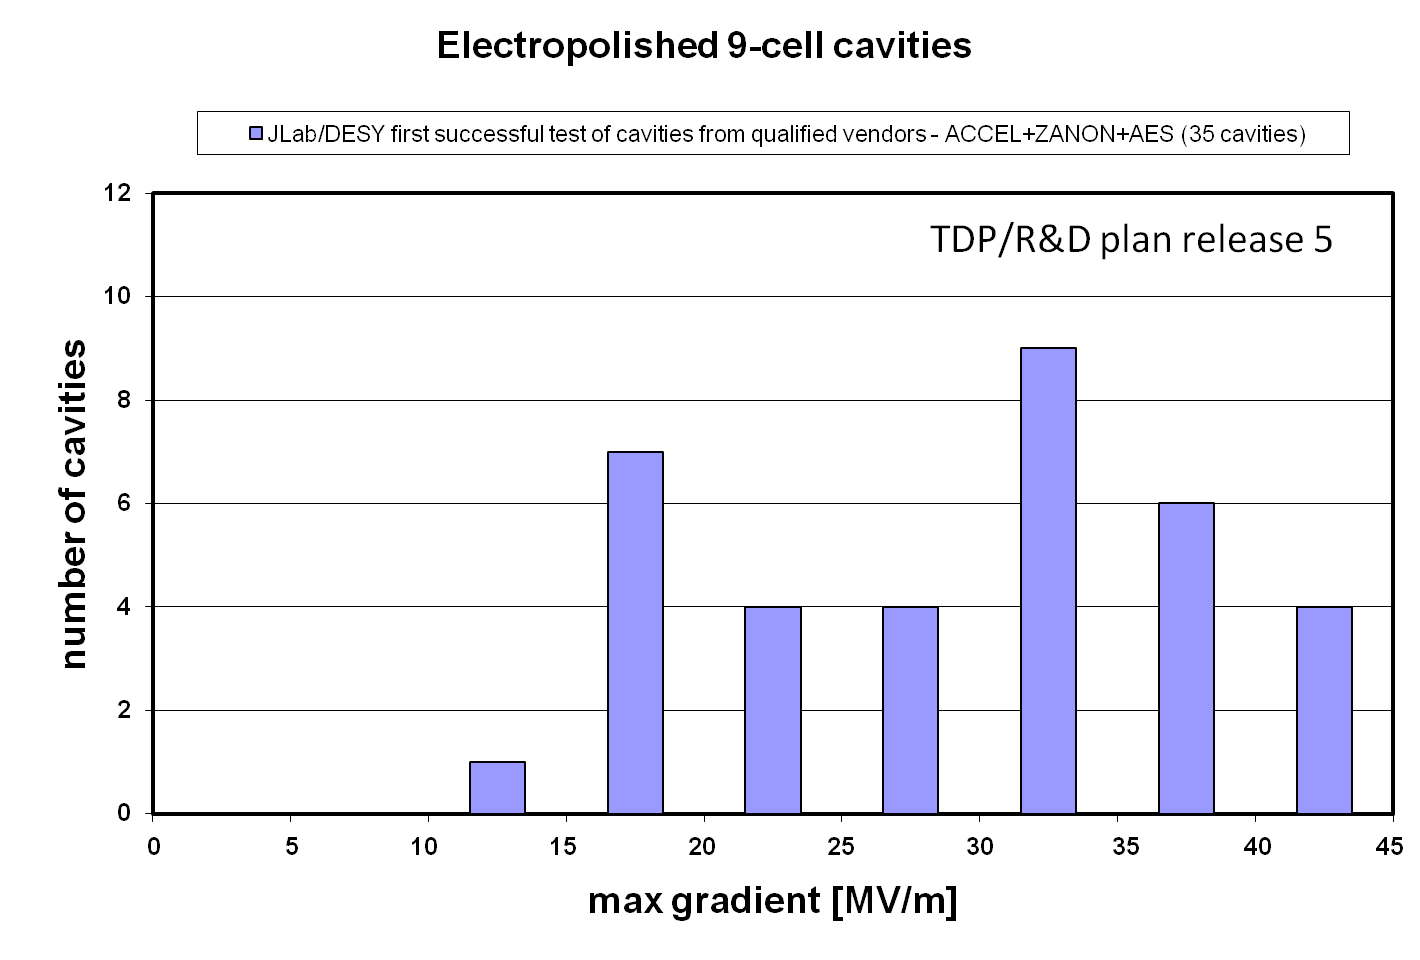 Electropolished 9-cell cavities
JLab/DESY first successful test of cavities from qualified vendors - ACCEL+ZANON+AES (35 cavities)
TDP/R&D plan release 5
number of cavities
12
10
8
6
4
2
0
0 5 10 15 20 25 30 35 40 45
max gradient [MV/m]